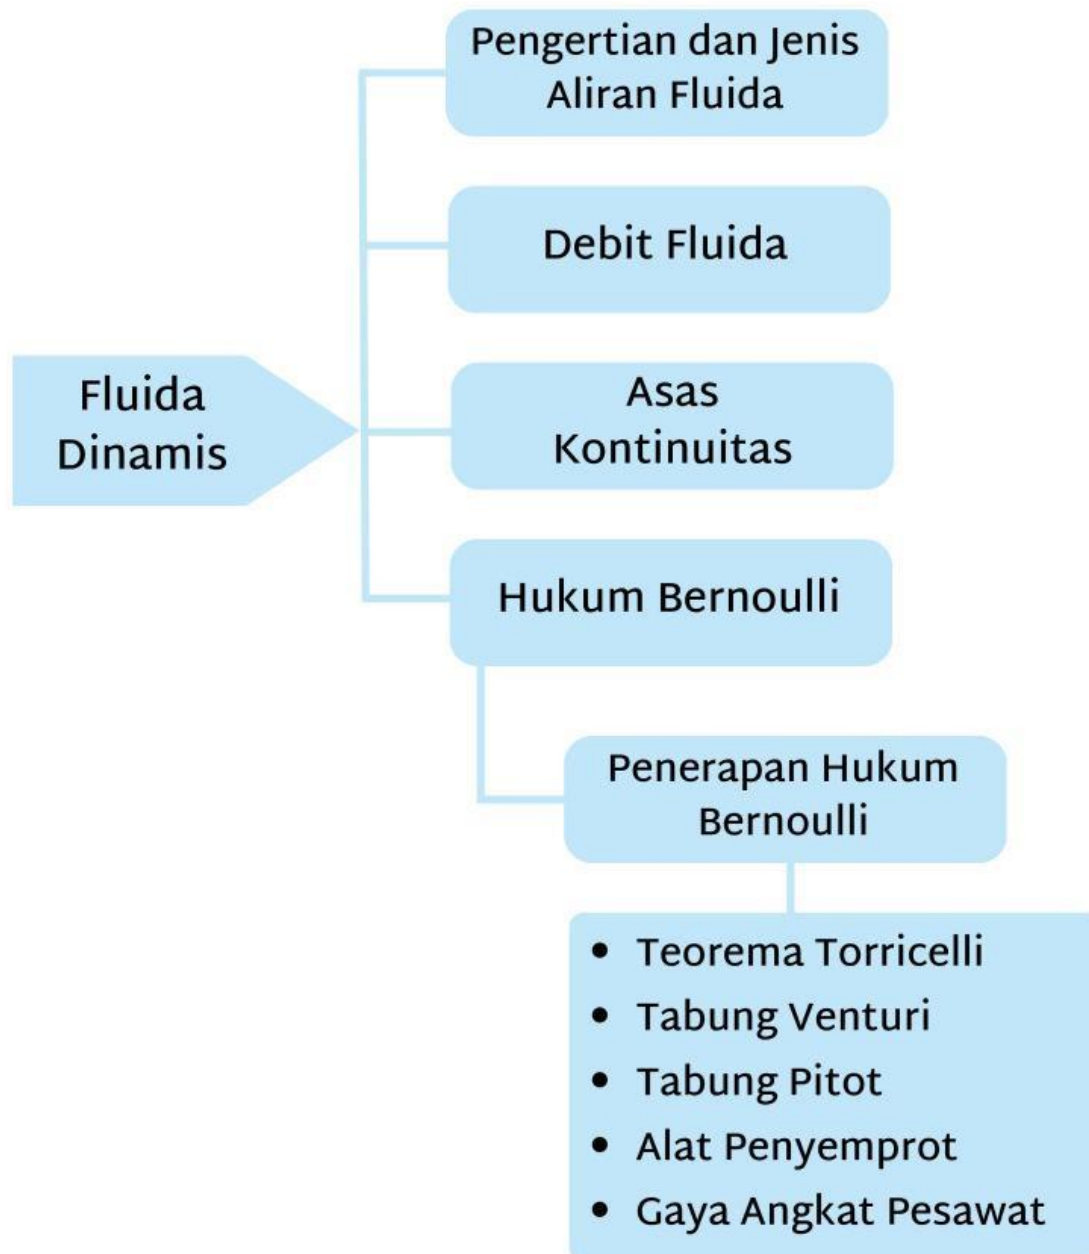 Pengertian dan Jenis
Aliran Fluida
Debit Fluida
Fluida
Dinamis
Asas
Kontinuitas
Hukum Bernoulli
Penerapan Hukum
Bernoulli
• Teorema Torricelli
• Tabung Venturi
• Tabung Pitot
• Alat Penyemprot
• Gaya Angkat Pesawat